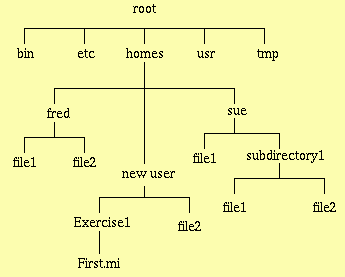 root
bin etc homes usr tmp
fred sue
file1 file2 file1 subdirectory1
new user
file1 file2
Exercise1 file2
First.mi